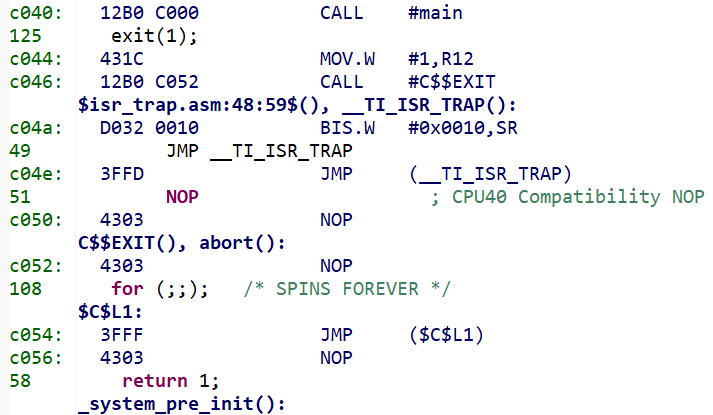 c040: 12B0 C000 CALL #main
125 exit(1);
c044: 431C MOV.W #1,R12
c046: 12B0 C052 CALL #C$$EXIT
$isr_trap.asm:48:59$(), __TI_ISR_TRAP():
c04a: D032 0010 BIS.W #0x0010,SR
49 JMP __TI_ISR_TRAP
c04e: 3FFD JMP (__TI_ISR_TRAP)
51 NOP ; CPU40 Compatibility NOP
c050: 4303 NOP
C$$EXIT(), abort():
c052: 4303 NOP
108 for (;;); /* SPINS FOREVER */
$C$L1:
c054: 3FFF JMP ($C$L1)
c056: 4303 NOP
58 return 1;
_system_pre_init():